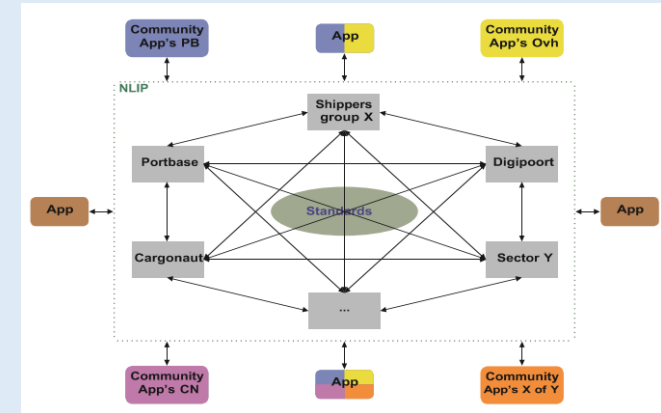 Community
App's PB
App
Community
App's Ovh
NLIP
Shippers
group X
Portbase
Digipoort
App
Standards
App
Cargonaut
Sector Y
...
Community
App's CN
App
Community
App's X of Y